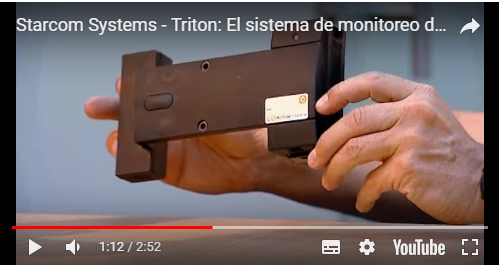 Starcom Systems - Triton: El sistema de monitoreo d...
1:12 / 2:52
YouTube